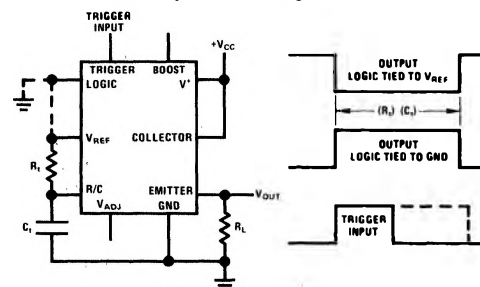 TRIGGER
INPUT
+VCC
TRIGGER
BOOST
LOGIC
V+
VREF
COLLECTOR
Rt
R/C
EMITTER
VOUT
VADJ
GND
Ct
RL
OUTPUT
LOGIC TIED TO VREF
(Rt) (Ct)
OUTPUT
LOGIC TIED TO GND
TRIGGER
INPUT